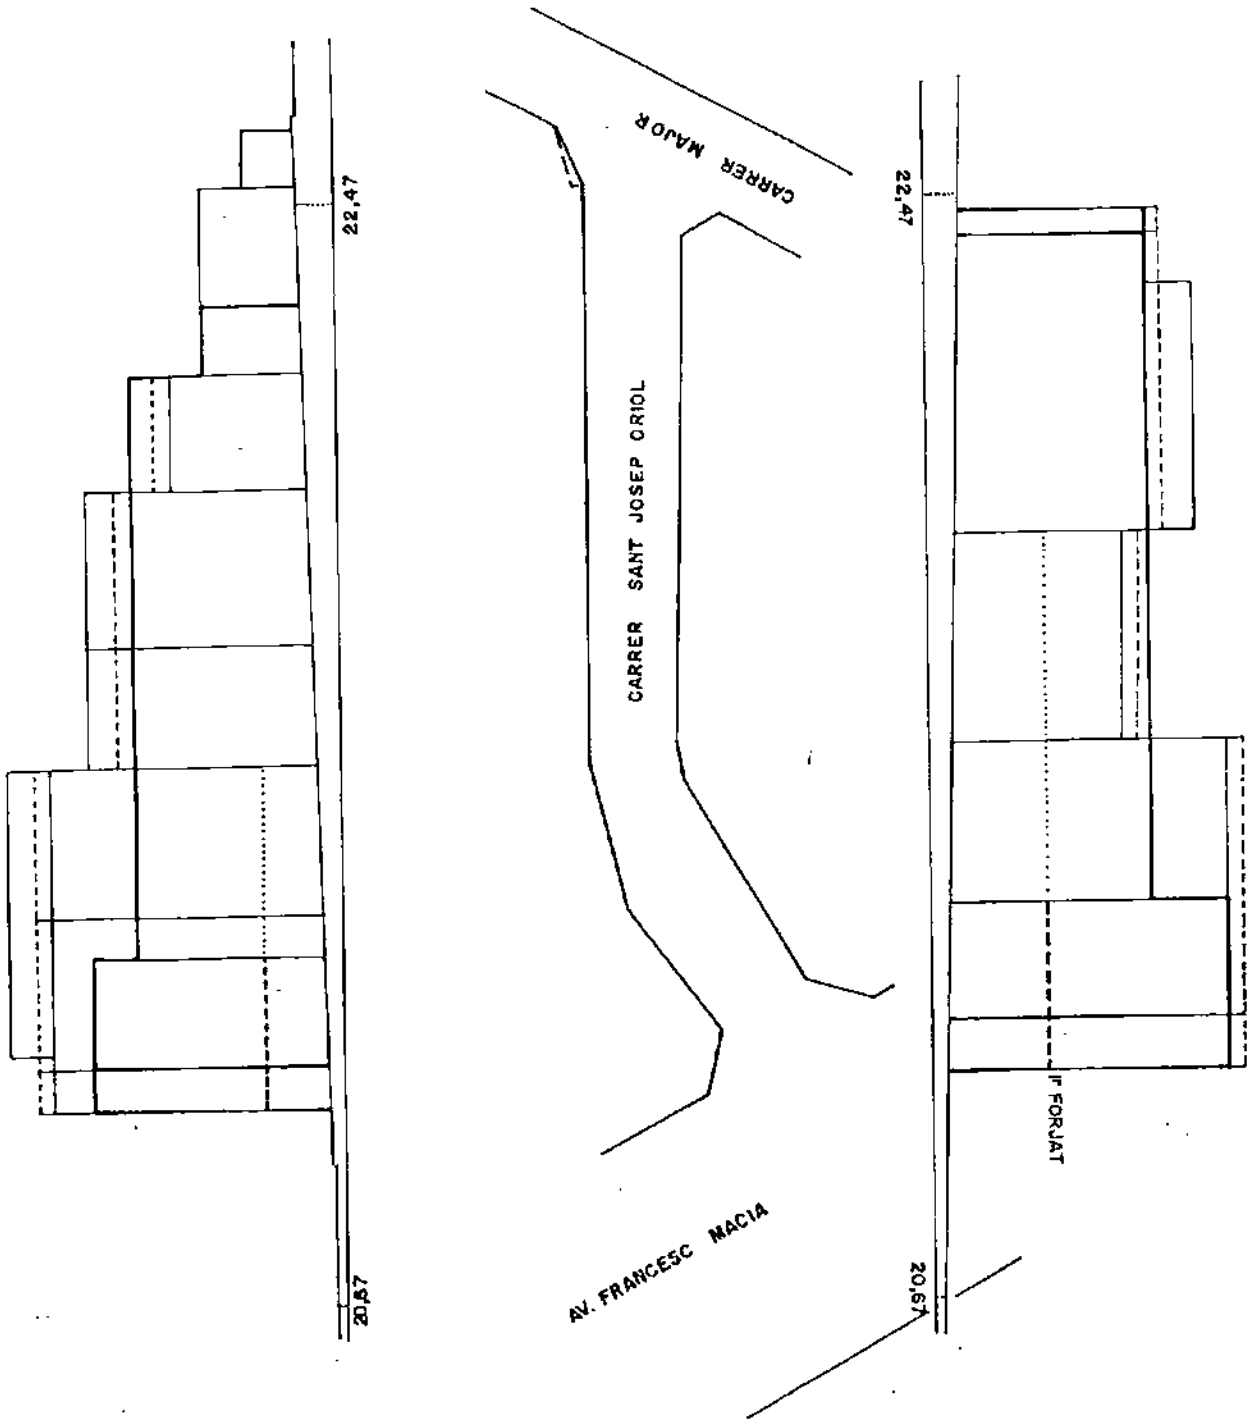 CARRER MAJOR
22,47
22,47
CARRER SANT JOSEP ORIOL
1r FORJAT
AV. FRANCESC MACIA
20,67
20,67